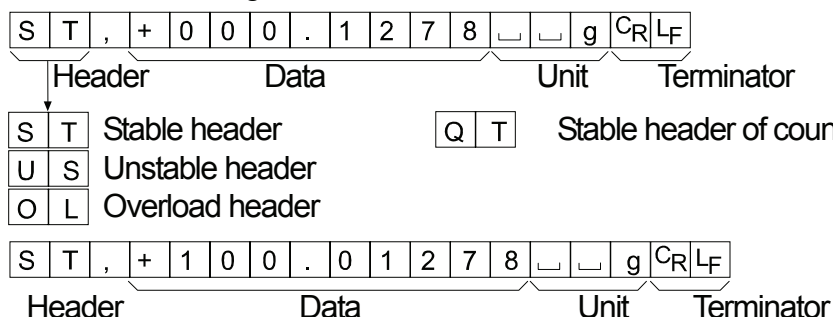 S T , + 0 0 0 . 1 2 7 8 ␣ ␣ g CR LF
Header Data Unit Terminator
S T Stable header Q T Stable header of coun
U S Unstable header
O L Overload header
S T , + 1 0 0 . 0 1 2 7 8 ␣ ␣ g CR LF
Header Data Unit Terminator